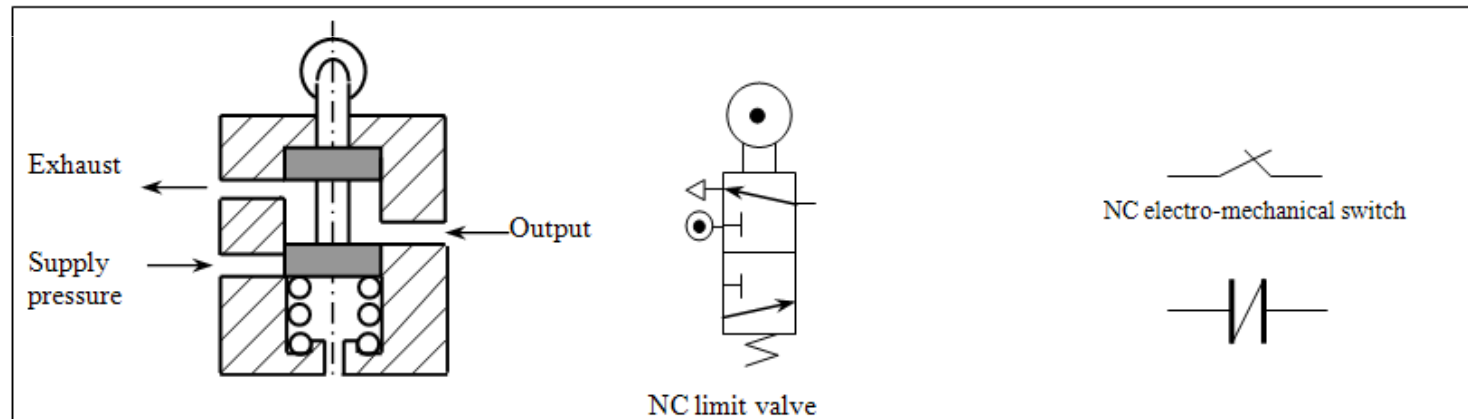 Exhaust
Output
Supply
pressure
NC limit valve
NC electro-mechanical switch